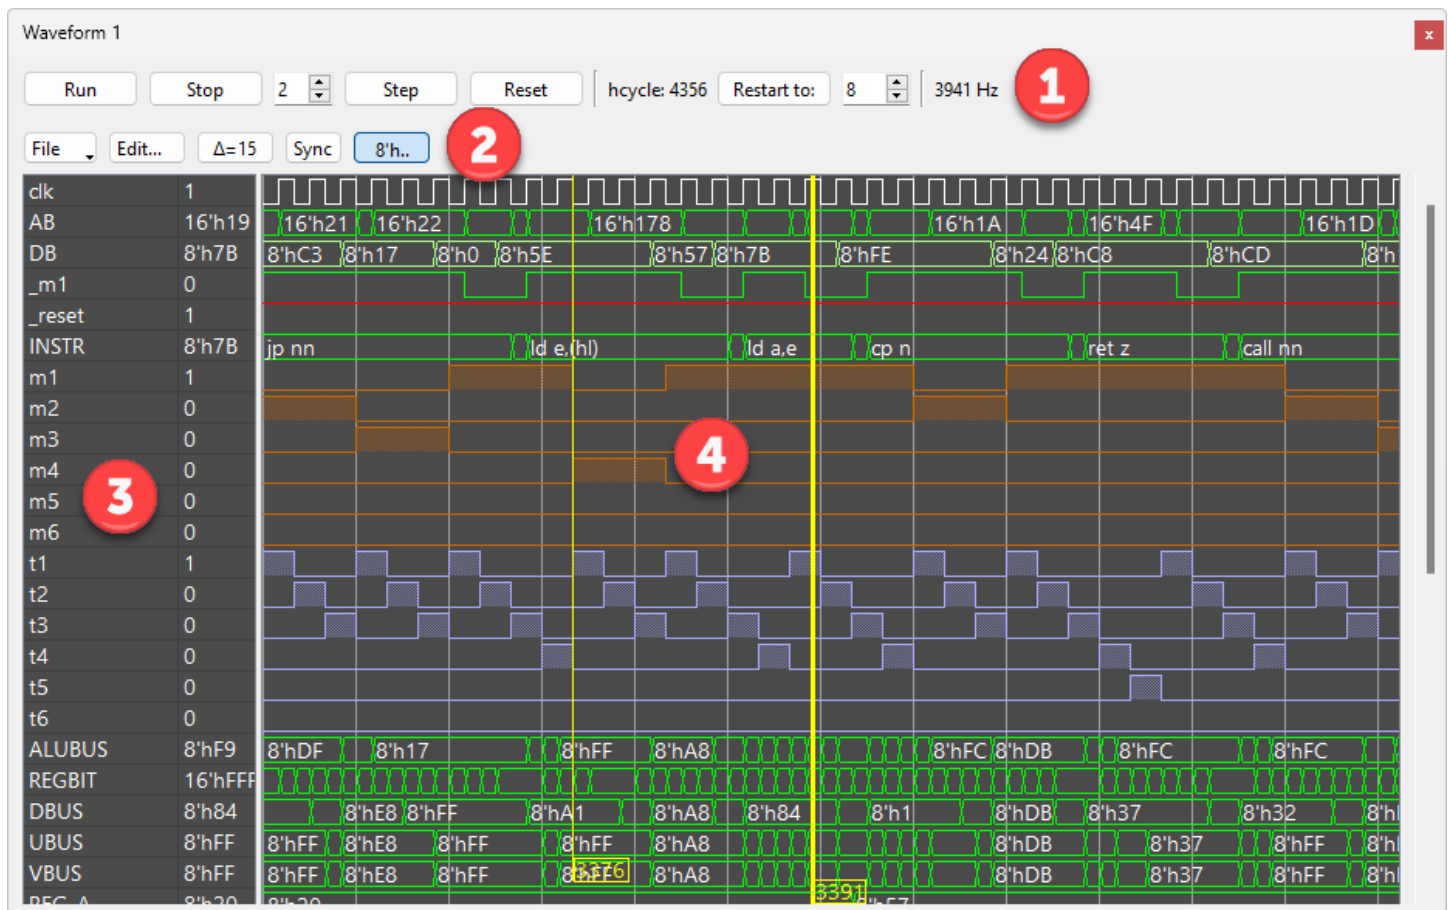 Waveform 1
x
Run Stop 2 Step Reset hcycle: 4356 Restart to: 8 3941 Hz 1
File Edit... Δ=15 Sync 8'h.. 2
clk 1
AB 16'h19 16'h21 16'h22 16'h178 16'h1A 16'h4F 16'h1D
DB 8'h7B 8'hC3 8'h17 8'h0 8'h5E 8'h57 8'h7B 8'hFE 8'h24 8'hC8 8'hCD 8'h
_m1 0
_reset 1
INSTR 8'h7B jp nn ld e,(hl) ld a,e cp n ret z call nn
m1 1
m2 0
m3 0
m4 0 4
m5 0 3
m6 0
t1 1
t2 0
t3 0
t4 0
t5 0
t6 0
ALUBUS 8'hF9 8'hDF 8'h17 8'hFF 8'hA8 8'hFC 8'hDB 8'hFC 8'hFC
REGBIT 16'hFFF
DBUS 8'h84 8'hE8 8'hFF 8'hA1 8'hA8 8'h84 8'h1 8'hDB 8'h37 8'h32 8'h
UBUS 8'hFF 8'hFF 8'hE8 8'hFF 8'hFF 8'hA8 8'hDB 8'h37 8'hFF 8'h
VBUS 8'hFF 8'hFF 8'hE8 8'hFF 8'hFF 3376 8'hA8 8'hDB 8'h37 8'hFF 8'h
3391